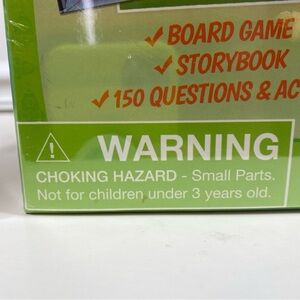 BOARD GAME
STORYBOOK
150 QUESTIONS &
WARNING
CHOKING HAZARD - Small Parts.
Not for children under 3 years old.